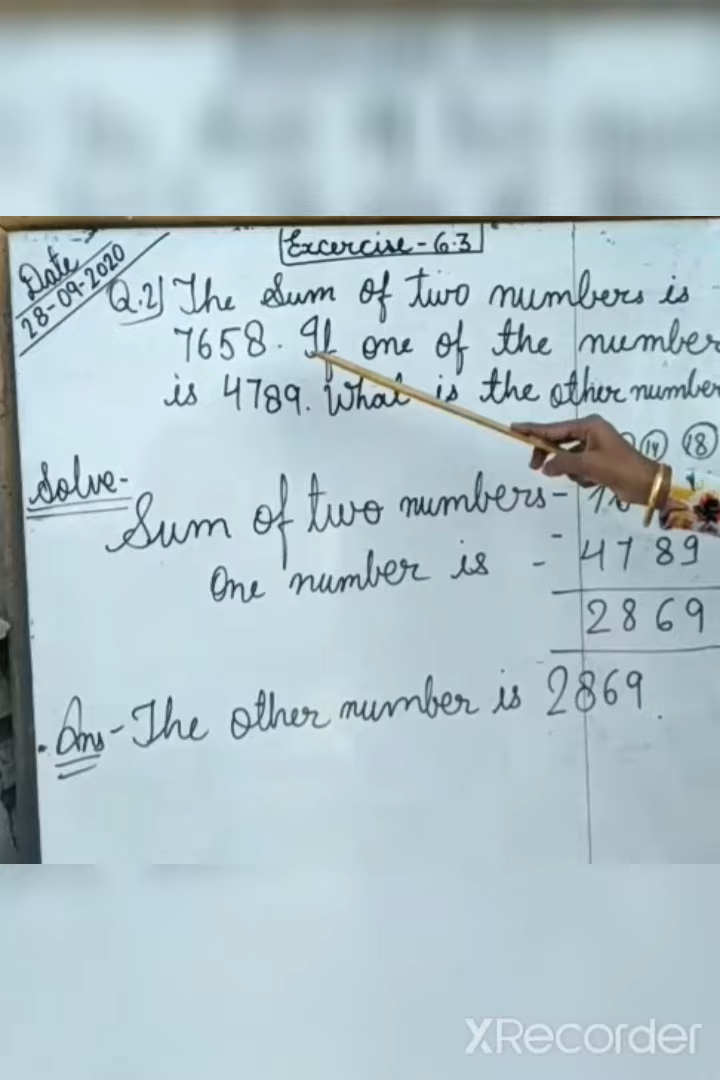 Excercise - 6.3
Date
28-09-2020
Q.2) The Sum of two numbers is
7658. If one of the number
is 4789. What is the other number
14 18
Solve-
Sum of two numbers -
One number is - - 4789
2869
Ans - The other number is 2869.
XRecorder